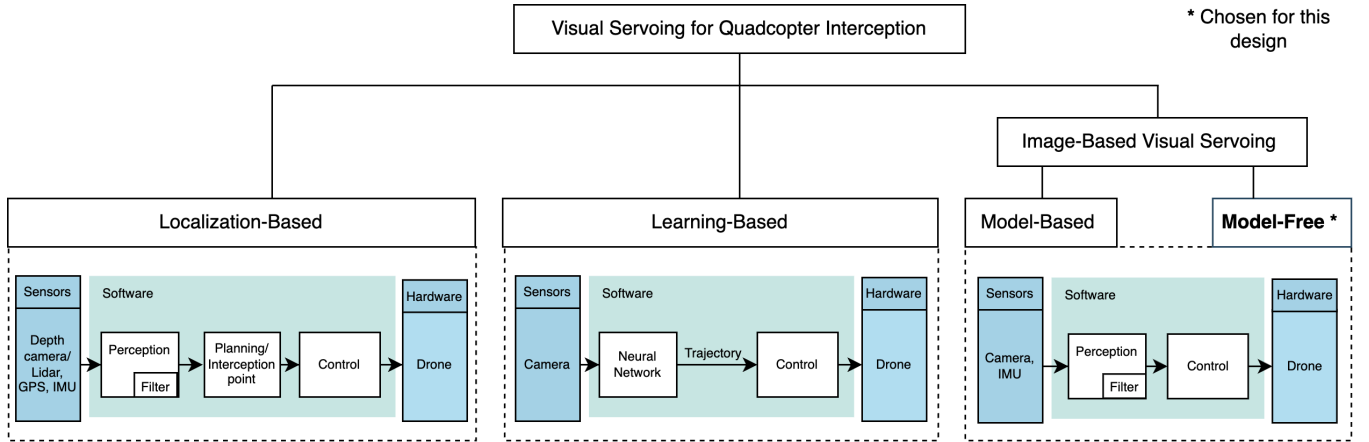 Visual Servoing for Quadcopter Interception
* Chosen for this
design
Image-Based Visual Servoing
Localization-Based
Learning-Based
Model-Based
Model-Free *
Sensors
Software
Hardware
Depth
camera/
Lidar,
GPS, IMU
Perception
Filter
Planning/
Interception
point
Control
Drone
Sensors
Software
Hardware
Camera
Neural
Network
Trajectory
Control
Drone
Sensors
Software
Hardware
Camera,
IMU
Perception
Filter
Control
Drone